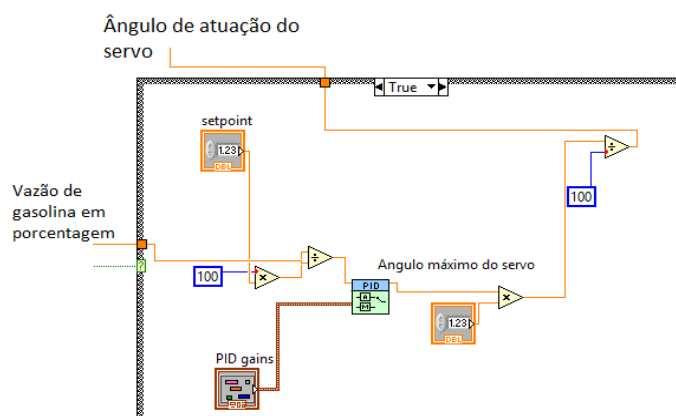 Ângulo de atuação do
servo
True
setpoint
1.23
DBL
Vazão de
gasolina em
porcentagem
?
100
100
Angulo máximo do servo
PID
1.23
DBL
PID gains